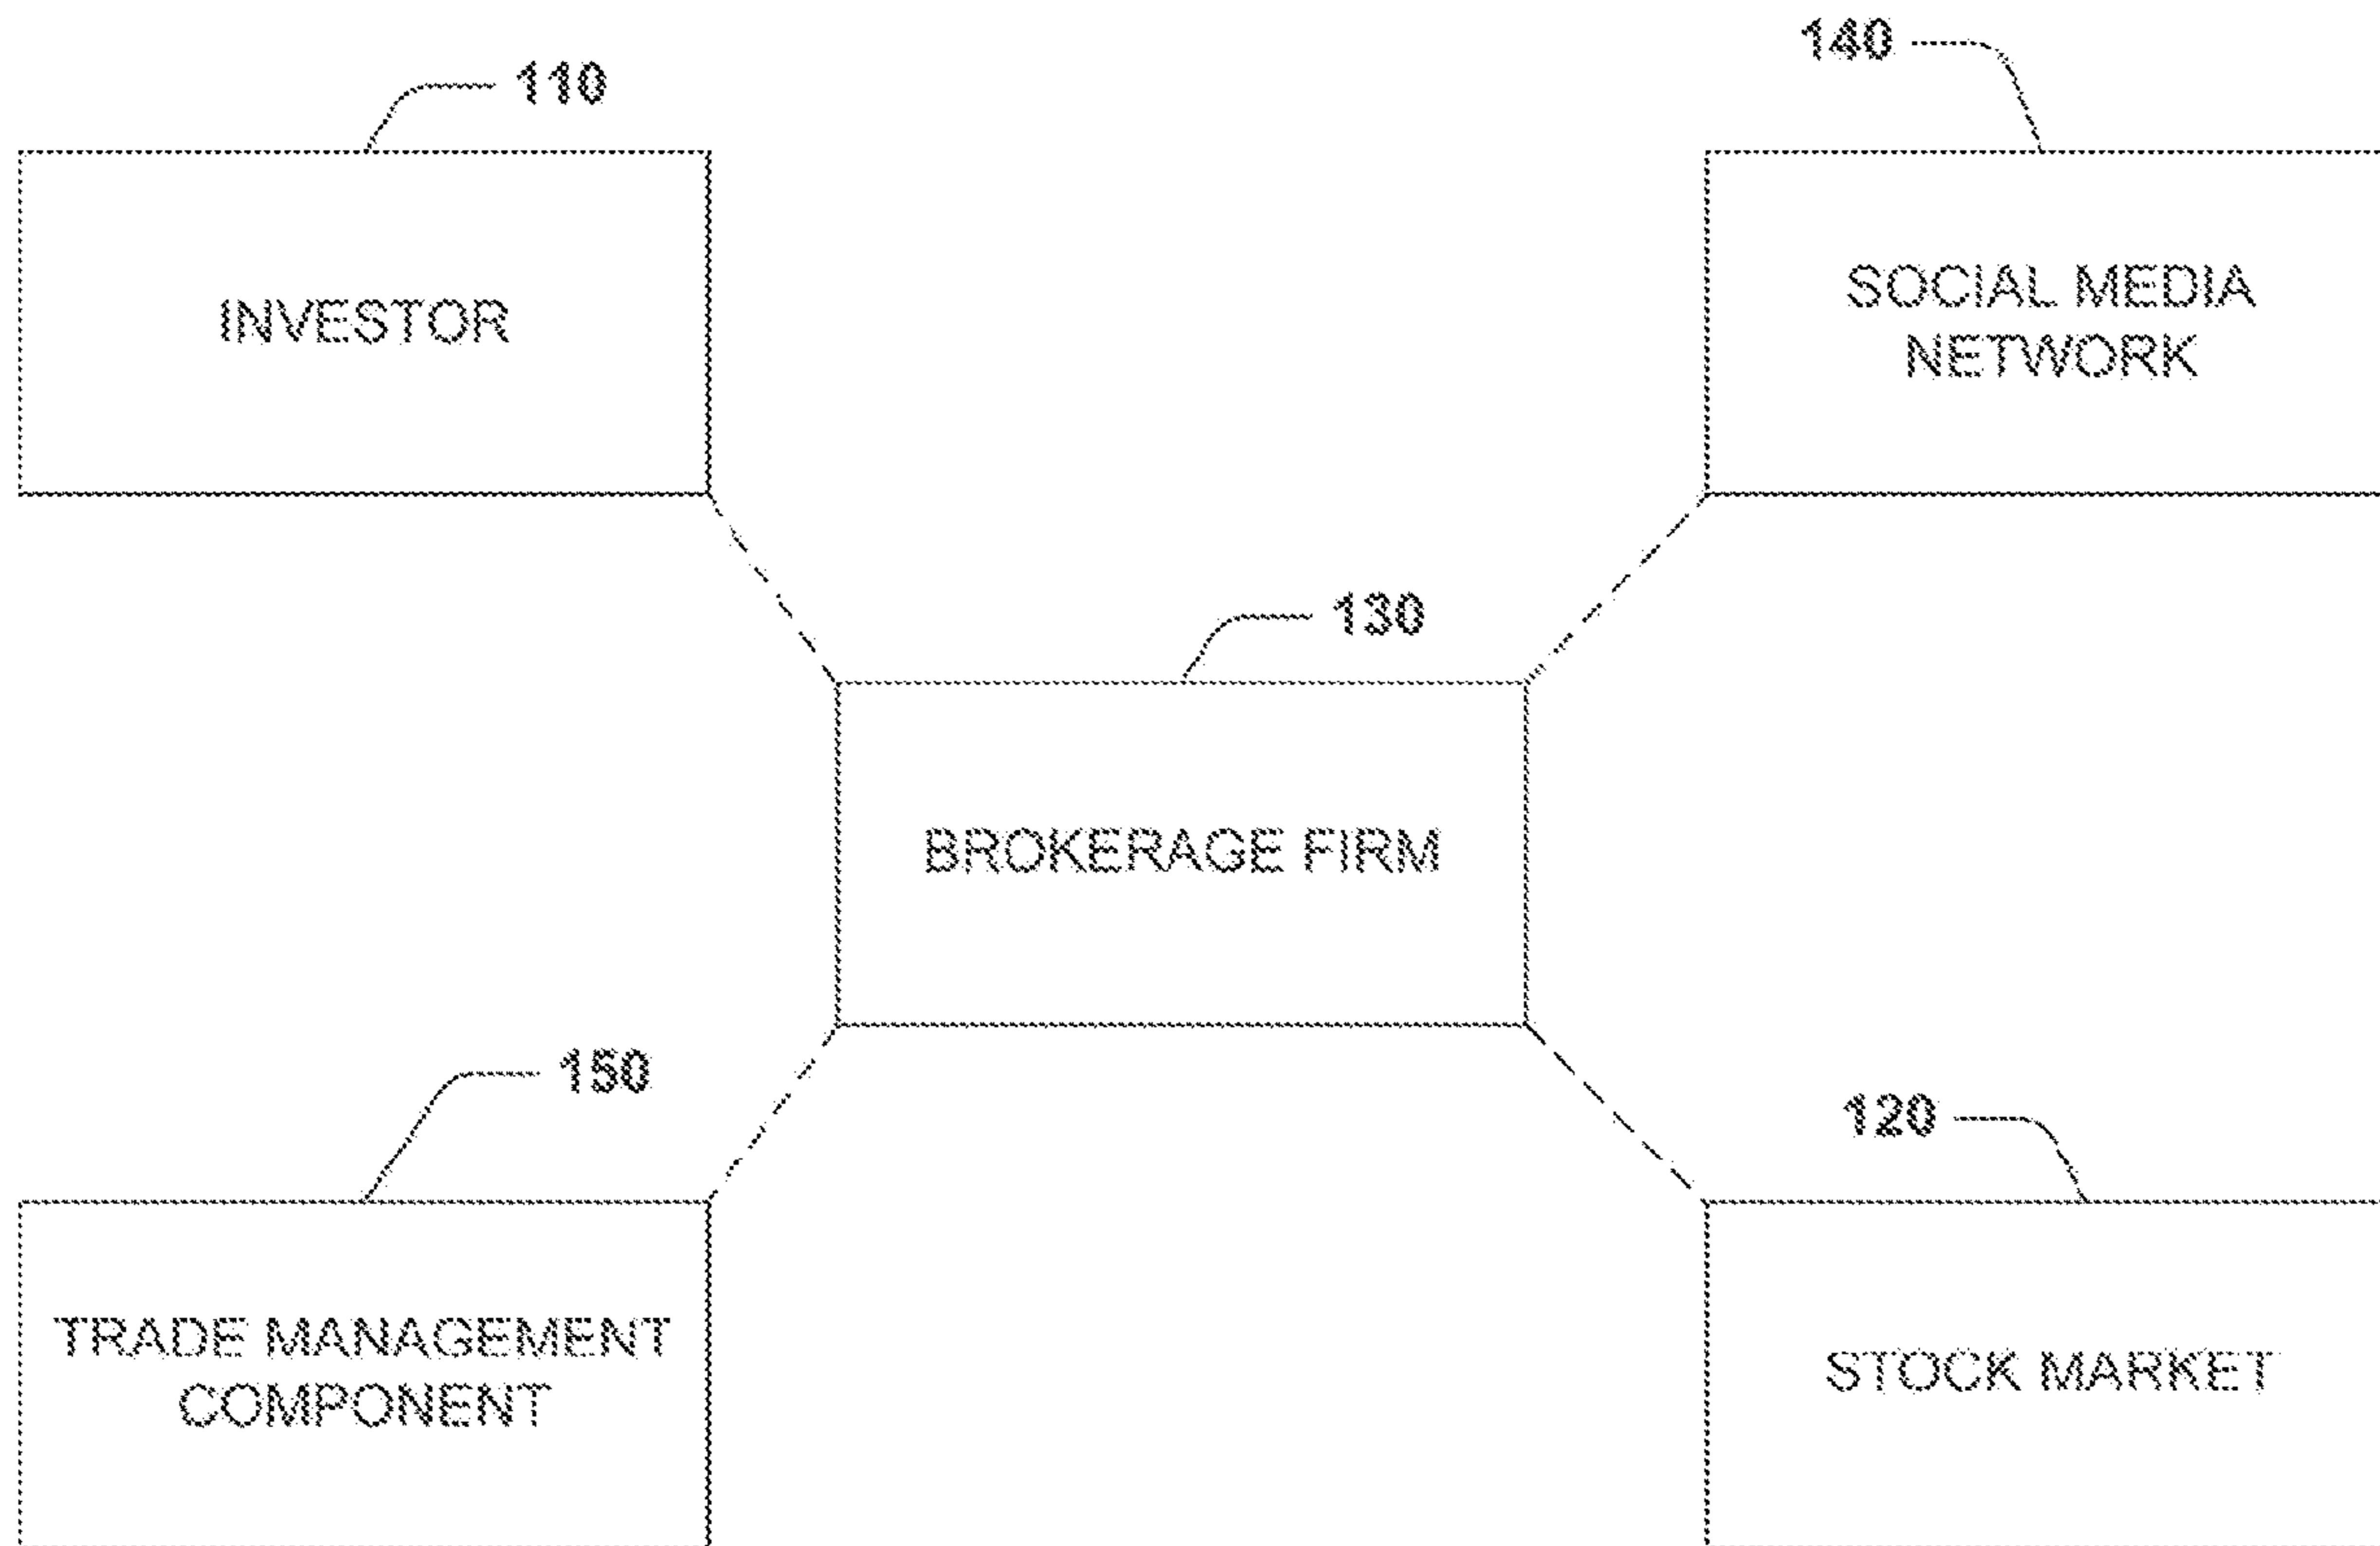 140
110
INVESTOR
SOCIAL MEDIA
NETWORK
130
BROKERAGE FIRM
150
120
TRADE MANAGEMENT
COMPONENT
STOCK MARKET